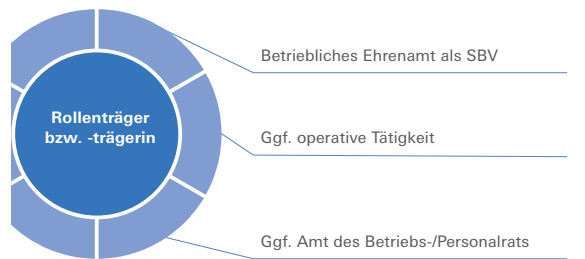 Betriebliches Ehrenamt als SBV
Rollenträger
bzw. -trägerin
Ggf. operative Tätigkeit
Ggf. Amt des Betriebs-/Personalrats